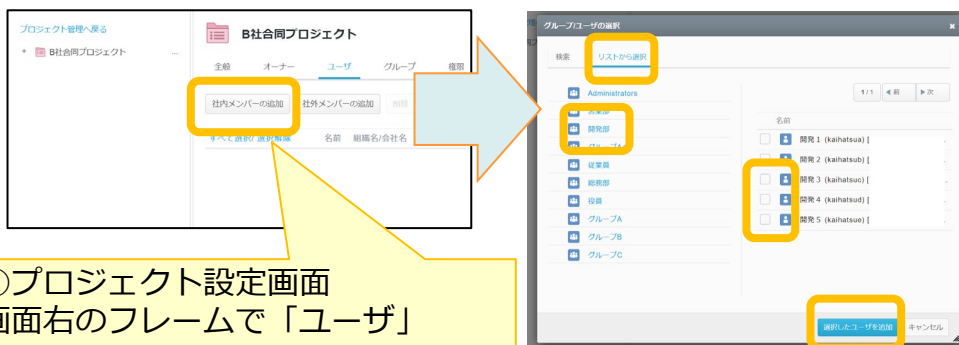 プロジェクト管理へ戻る
B社合同プロジェクト ...
B社合同プロジェクト
全般 オーナー ユーザ グループ 権限
社内メンバーの追加 社外メンバーの追加 削除
すべて選択/ 選択解除 名前 組織名/会社名
プロジェクト設定画面
画面右のフレームで「ユーザ」
グループ/ユーザの選択 ×
検索 リストから選択
Administrators
営業部
開発部
グループA
従業員
総務部
役員
グループA
グループB
グループC
1/1 ◀前 ▶次
名前
開発 1 (kaihatsua) [
開発 2 (kaihatsub) [
開発 3 (kaihatsuc) [
開発 4 (kaihatsud) [
開発 5 (kaihatsue) [
選択したユーザを追加 キャンセル